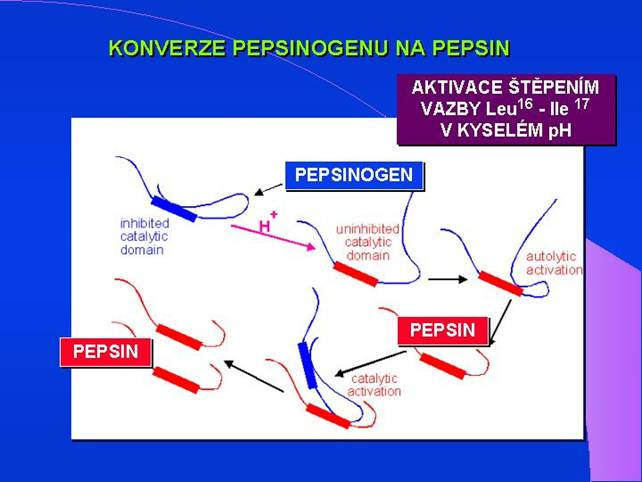 KONVERZE PEPSINOGENU NA PEPSIN
AKTIVACE ŠTĚPENÍM
VAZBY Leu16 - Ile 17
V KYSELÉM pH
PEPSINOGEN
inhibited
catalytic
domain
H+
uninhibited
catalytic
domain
autolytic
activation
PEPSIN
PEPSIN
catalytic
activation